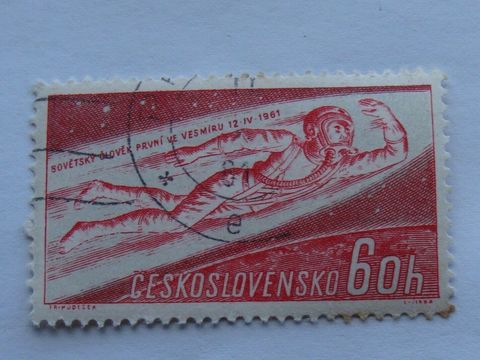 SOVĚTSKÝ ČLOVĚK PRVNÍ VE VESMÍRU 12·IV·1961
ČESKOSLOVENSKO 60h